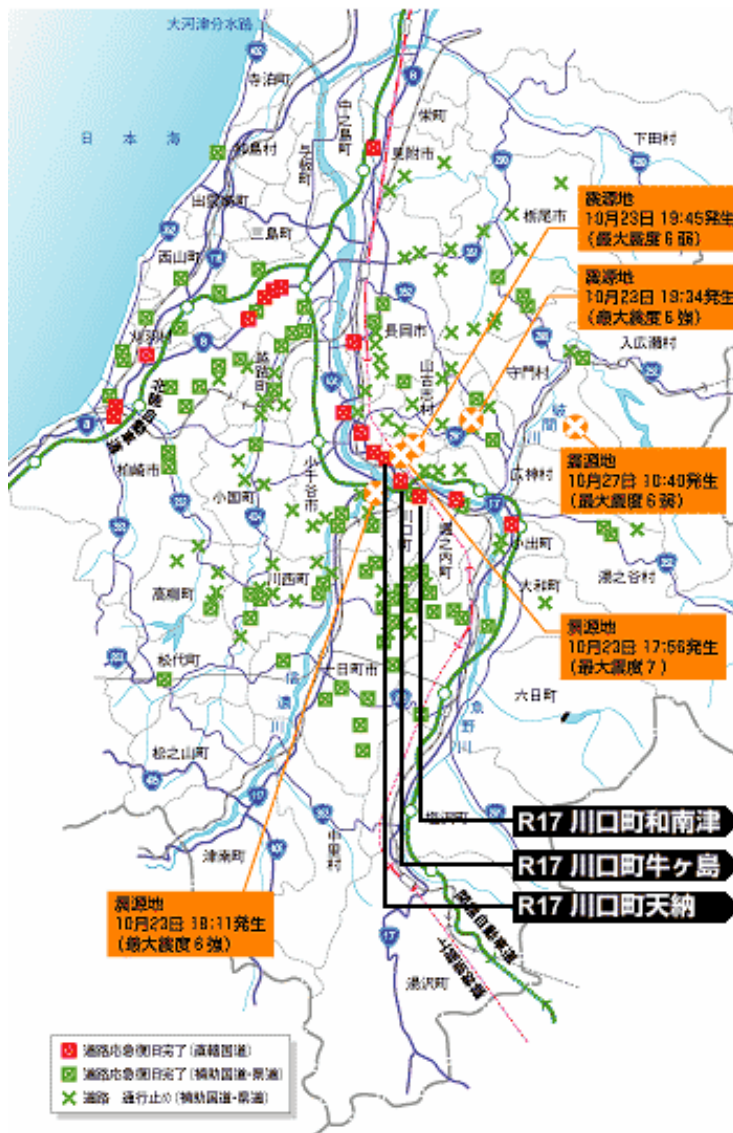 大河津分水路
寺泊町
中之島町
栄町
下田村
日本海
和島村
与板町
見附市
栃尾市
出雲崎町
三島町
西山町
刈羽村
長岡市
越路町
山古志村
守門村
入広瀬村
破間川
北陸自動車道
柏崎市
小国町
小千谷市
川口町
堀之内町
広神村
小出町
湯之谷村
高柳町
川西町
大和町
松代町
十日町市
信濃川
六日町
魚野川
松之山町
中里村
塩沢町
津南町
湯沢町
関越自動車道
震源地
10月23日 19:45発生
(最大震度6弱)
震源地
10月23日 18:34発生
(最大震度6強)
震源地
10月27日 10:40発生
(最大震度6弱)
震源地
10月23日 17:56発生
(最大震度7)
震源地
10月23日 18:11発生
(最大震度6強)
R17 川口町和南津
R17 川口町牛ヶ島
R17 川口町天納
道路応急復旧完了(直轄国道)
道路応急復旧完了(補助国道・県道)
道路 通行止め(補助国道・県道)